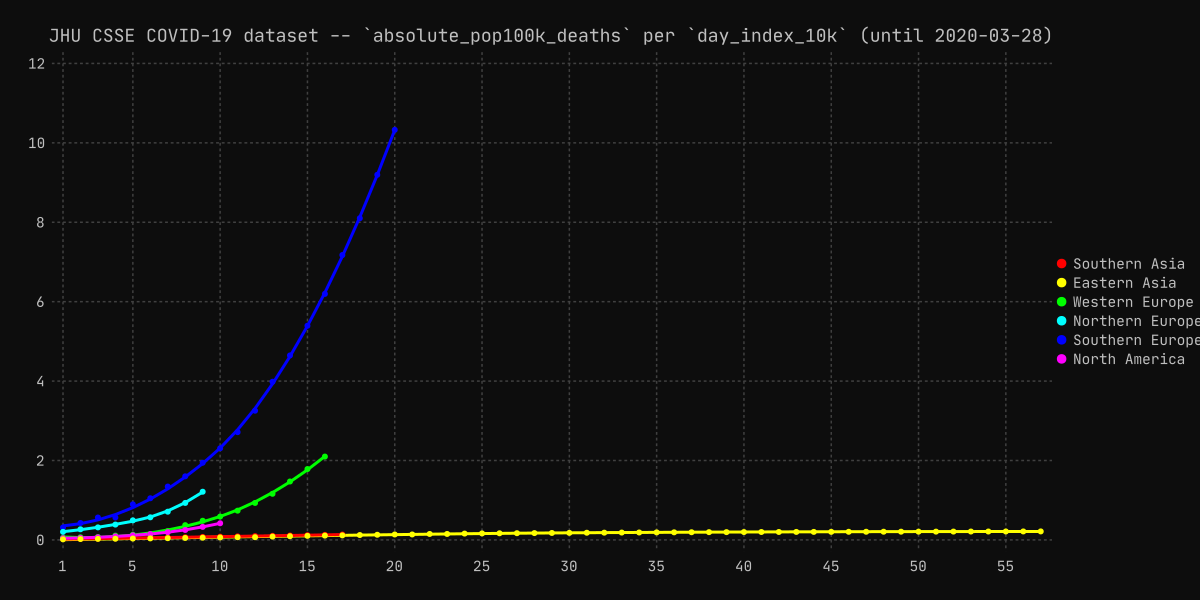 JHU CSSE COVID-19 dataset -- `absolute_pop100k_deaths` per `day_index_10k` (until 2020-03-28)
12
10
8
6
4
2
0
1 5 10 15 20 25 30 35 40 45 50 55
Southern Asia
Eastern Asia
Western Europe
Northern Europe
Southern Europe
North America